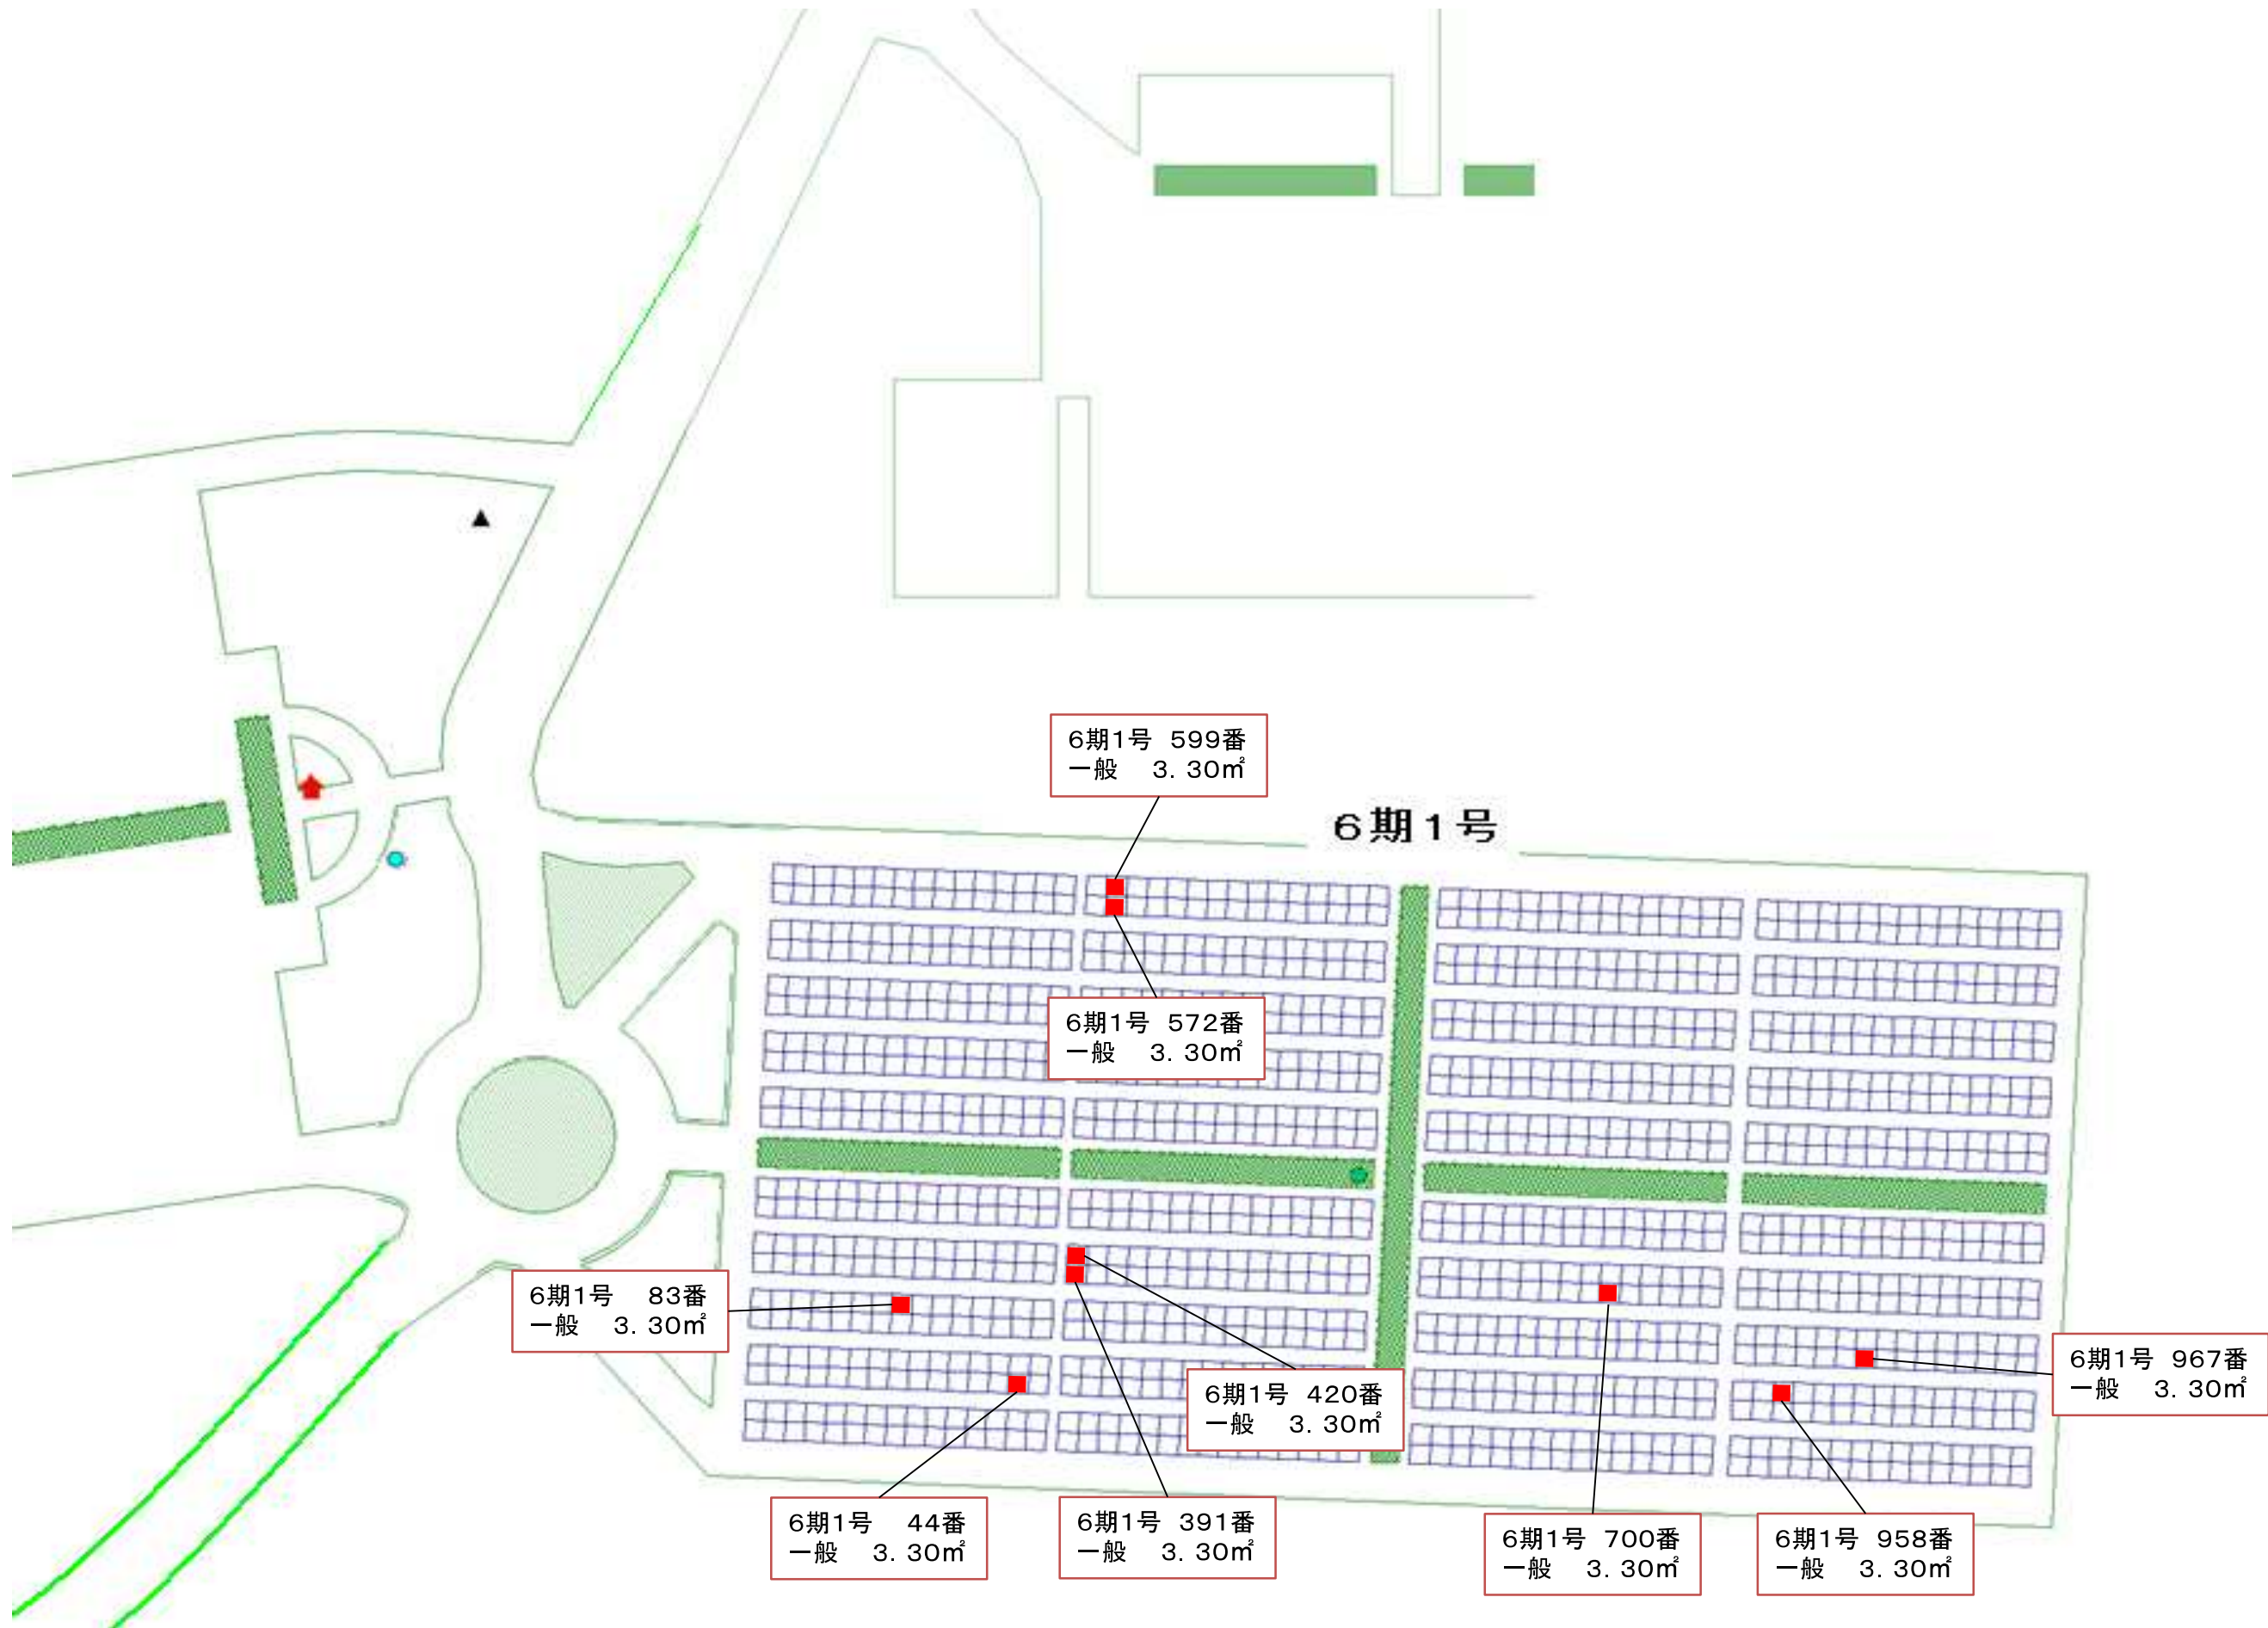 6期1号 599番
一般 3.30㎡
6期1号
6期1号 572番
一般 3.30㎡
6期1号 83番
一般 3.30㎡
6期1号 967番
一般 3.30㎡
6期1号 420番
一般 3.30㎡
6期1号 44番
一般 3.30㎡
6期1号 391番
一般 3.30㎡
6期1号 700番
一般 3.30㎡
6期1号 958番
一般 3.30㎡